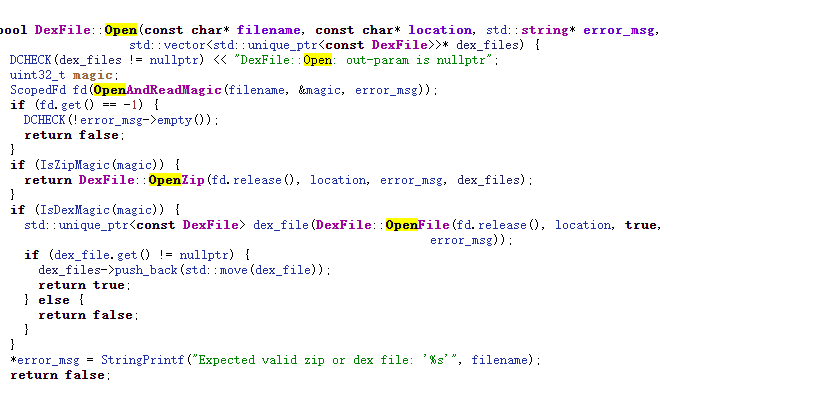 bool DexFile::Open(const char* filename, const char* location, std::string* error_msg,
std::vector<std::unique_ptr<const DexFile>>* dex_files) {
DCHECK(dex_files != nullptr) << "DexFile::Open: out-param is nullptr";
uint32_t magic;
ScopedFd fd(OpenAndReadMagic(filename, &magic, error_msg));
if (fd.get() == -1) {
DCHECK(!error_msg->empty());
return false;
}
if (IsZipMagic(magic)) {
return DexFile::OpenZip(fd.release(), location, error_msg, dex_files);
}
if (IsDexMagic(magic)) {
std::unique_ptr<const DexFile> dex_file(DexFile::OpenFile(fd.release(), location, true,
error_msg));
if (dex_file.get() != nullptr) {
dex_files->push_back(std::move(dex_file));
return true;
} else {
return false;
}
}
*error_msg = StringPrintf("Expected valid zip or dex file: '%s'", filename);
return false;